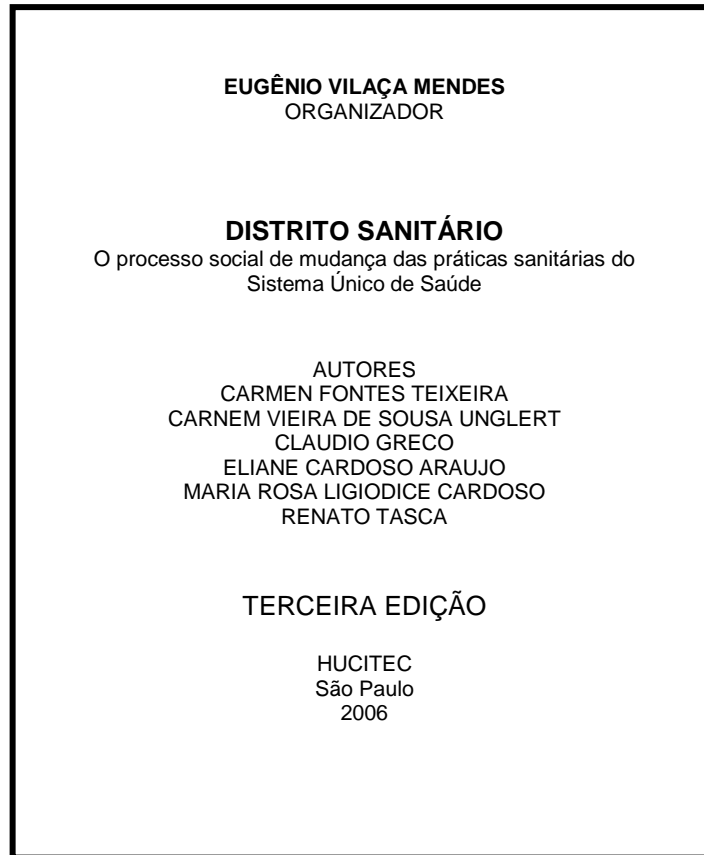 EUGÊNIO VILAÇA MENDES
ORGANIZADOR
DISTRITO SANITÁRIO
O processo social de mudança das práticas sanitárias do
Sistema Único de Saúde
AUTORES
CARMEN FONTES TEIXEIRA
CARNEM VIEIRA DE SOUSA UNGLERT
CLAUDIO GRECO
ELIANE CARDOSO ARAUJO
MARIA ROSA LIGIODICE CARDOSO
RENATO TASCA
TERCEIRA EDIÇÃO
HUCITEC
São Paulo
2006